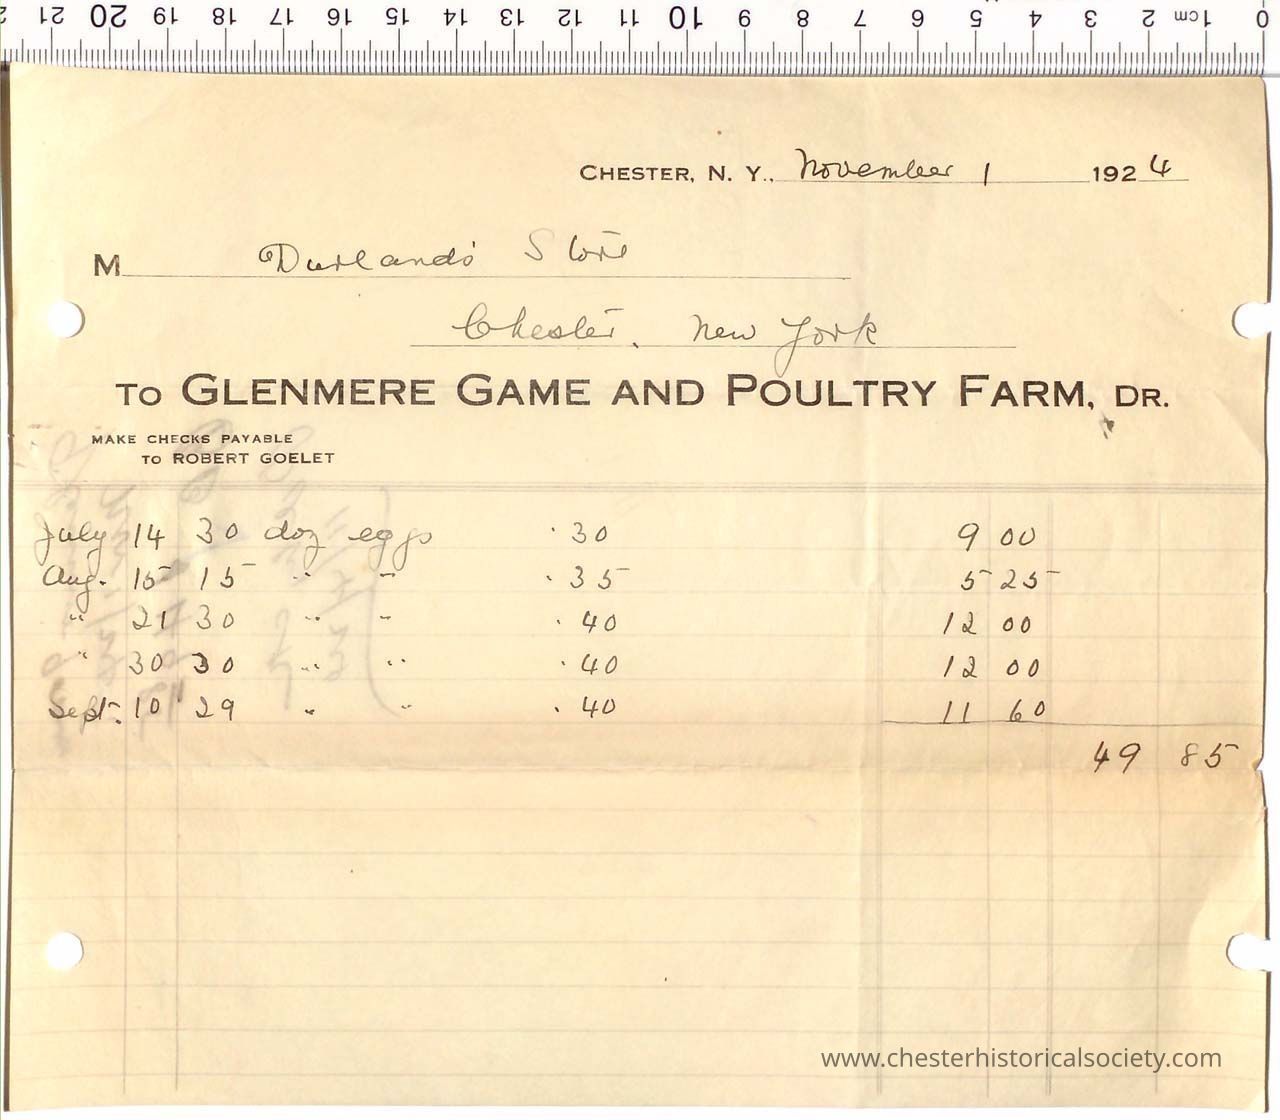 0 1cm 2 3 4 5 6 7 8 9 10 11 12 13 14 15 16 17 18 19 20 21
CHESTER, N. Y., November 1 1924
M Durland's Store
Chester, New York
TO GLENMERE GAME AND POULTRY FARM, DR.
MAKE CHECKS PAYABLE
TO ROBERT GOELET
July 14 30 doz eggs .30 9 00
Aug. 15 15 " " .35 5 25
" 21 30 " " .40 12 00
" 30 30 " " .40 12 00
Sept. 10 29 " " .40 11 60
49 85
www.chesterhistoricalsociety.com